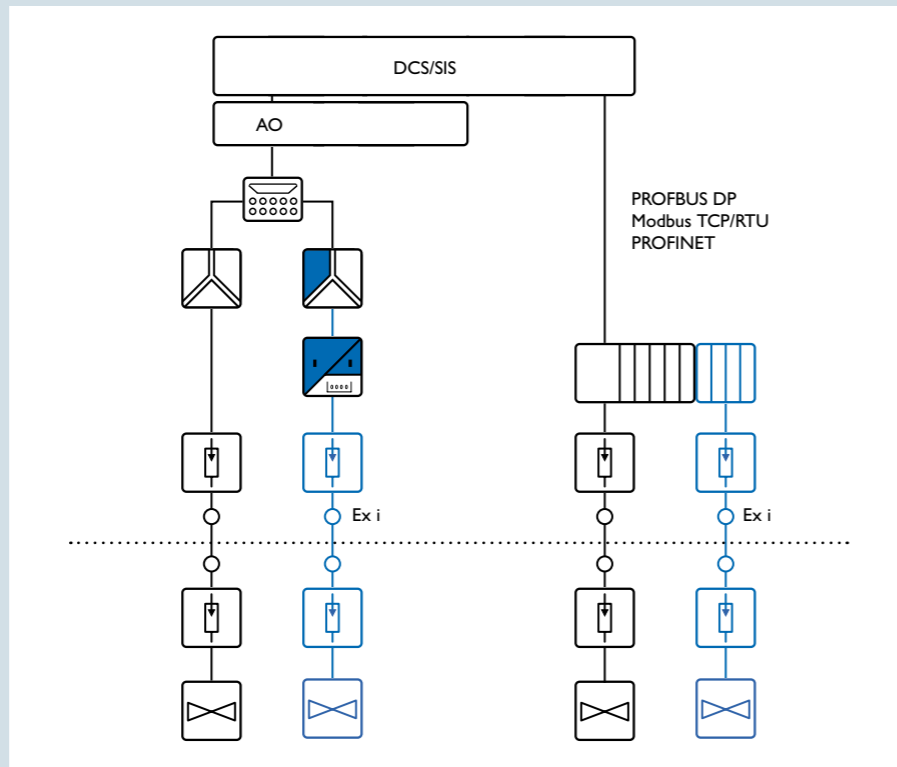 DCS/SIS
AO
PROFBUS DP
Modbus TCP/RTU
PROFINET
Ex i
Ex i